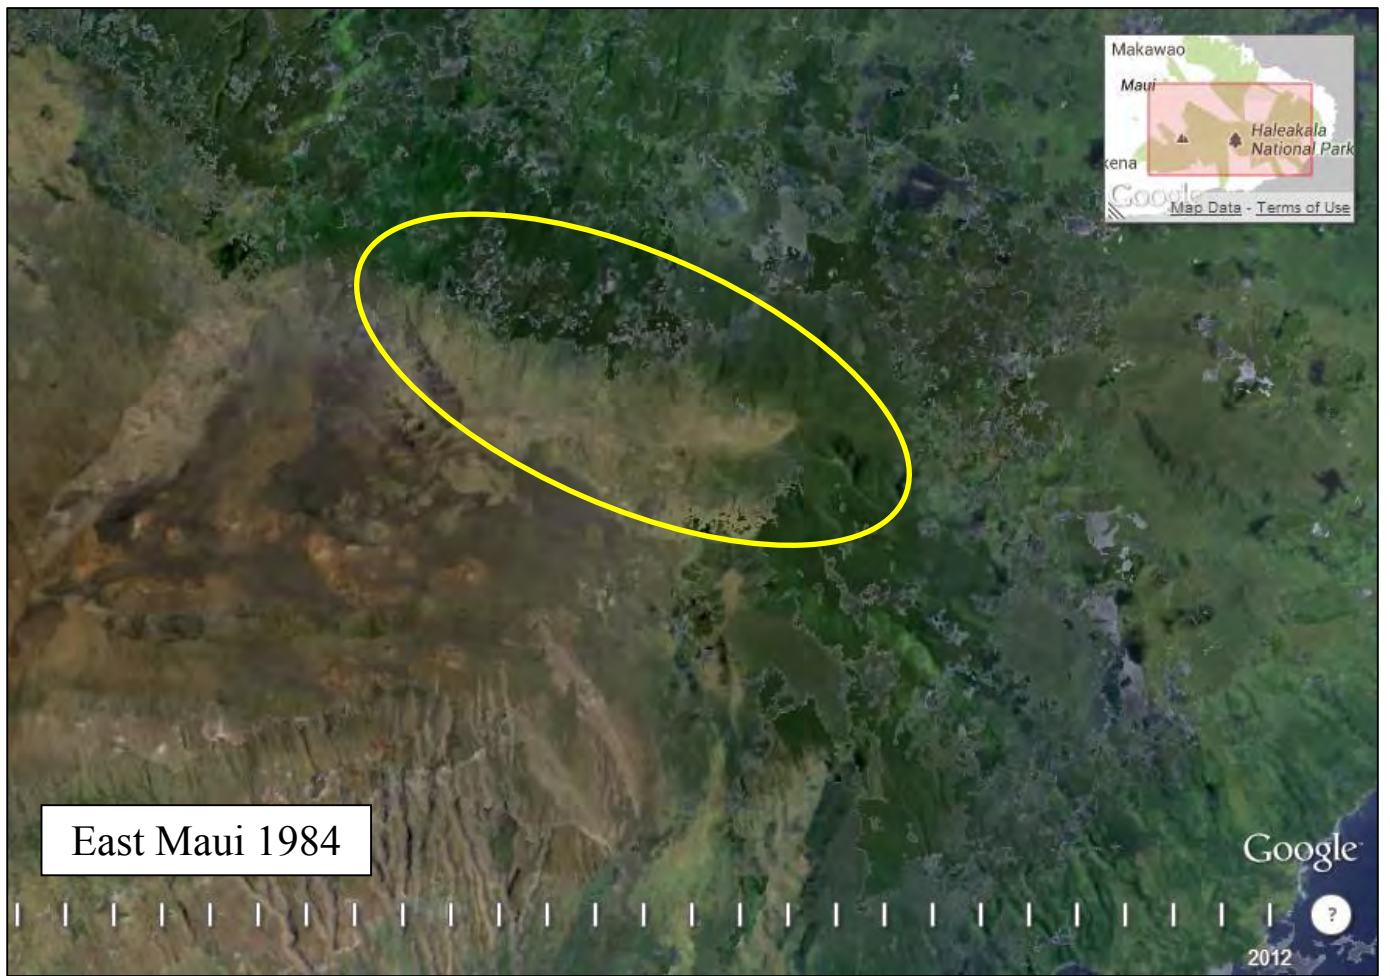 Makawao
Maui
Haleakala
National Park
kena
Google
Map Data - Terms of Use
East Maui 1984
Google
?
2012